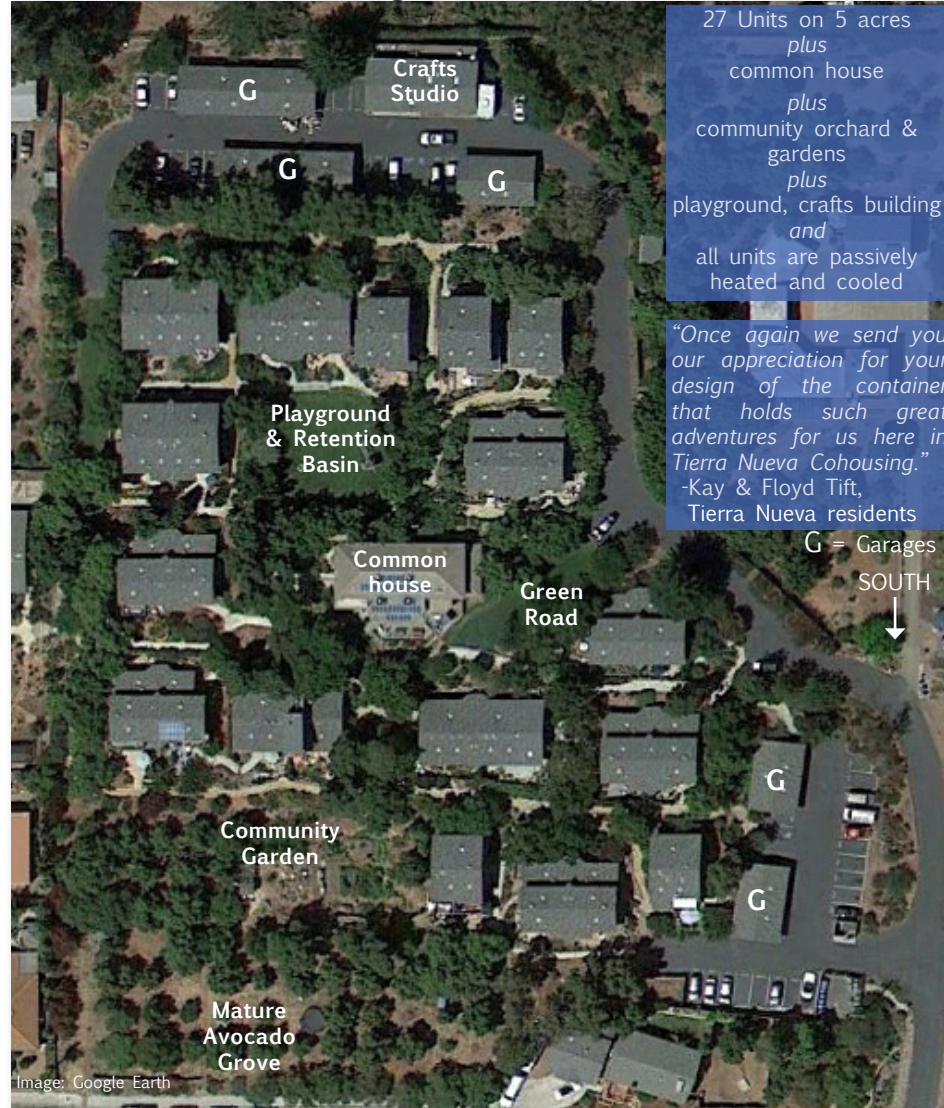 27 Units on 5 acres
plus
common house
plus
community orchard &
gardens
plus
playground, crafts building
and
all units are passively
heated and cooled
“Once again we send you
our appreciation for your
design of the container
that holds such great
adventures for us here in
Tierra Nueva Cohousing.”
-Kay & Floyd Tift,
Tierra Nueva residents
G = Garages
SOUTH
Crafts
Studio
G
G
G
Playground
& Retention
Basin
Common
house
Green
Road
G
Community
Garden
G
Mature
Avocado
Grove
Image: Google Earth